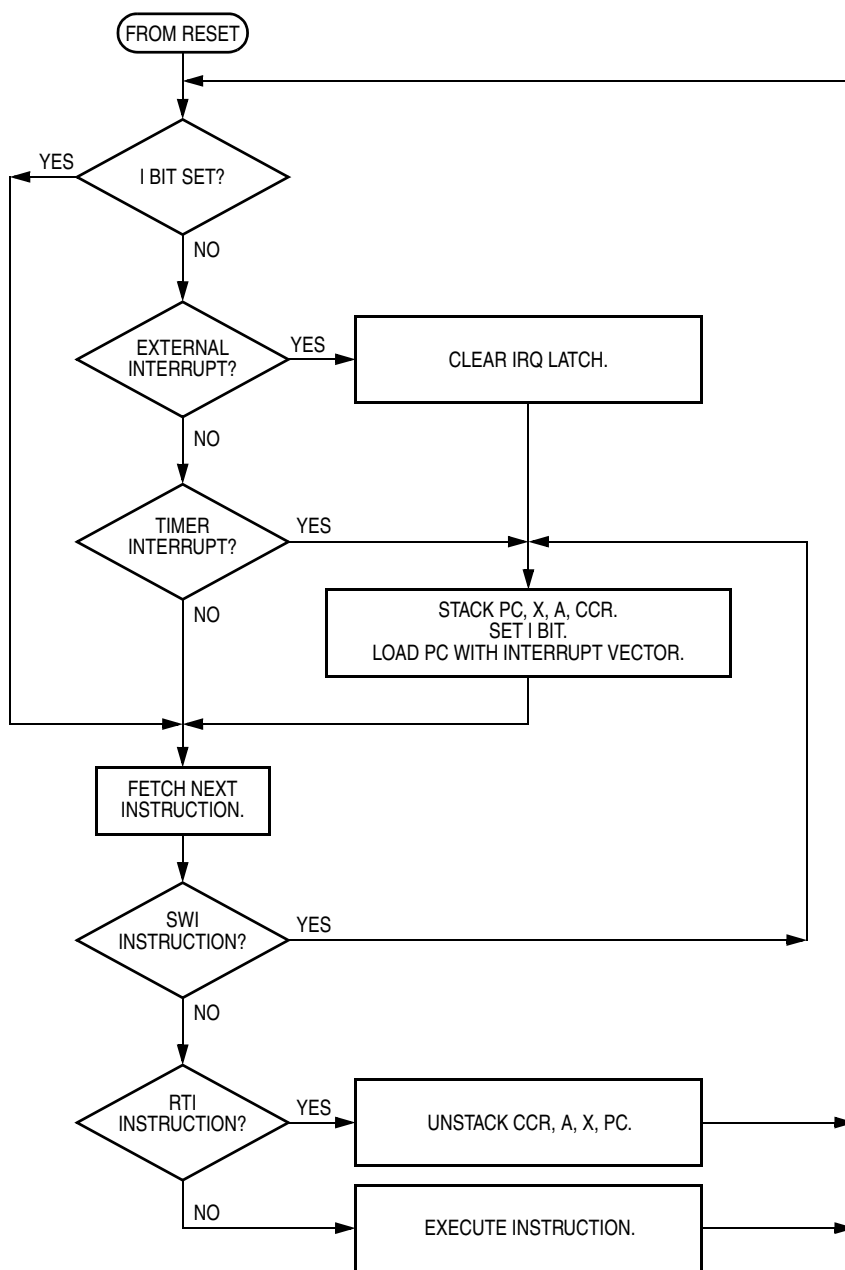 FROM RESET
YES
I BIT SET?
NO
EXTERNAL
INTERRUPT?
YES
CLEAR IRQ LATCH.
NO
TIMER
INTERRUPT?
YES
NO
STACK PC, X, A, CCR.
SET I BIT.
LOAD PC WITH INTERRUPT VECTOR.
FETCH NEXT
INSTRUCTION.
SWI
INSTRUCTION?
YES
NO
RTI
INSTRUCTION?
YES
UNSTACK CCR, A, X, PC.
NO
EXECUTE INSTRUCTION.